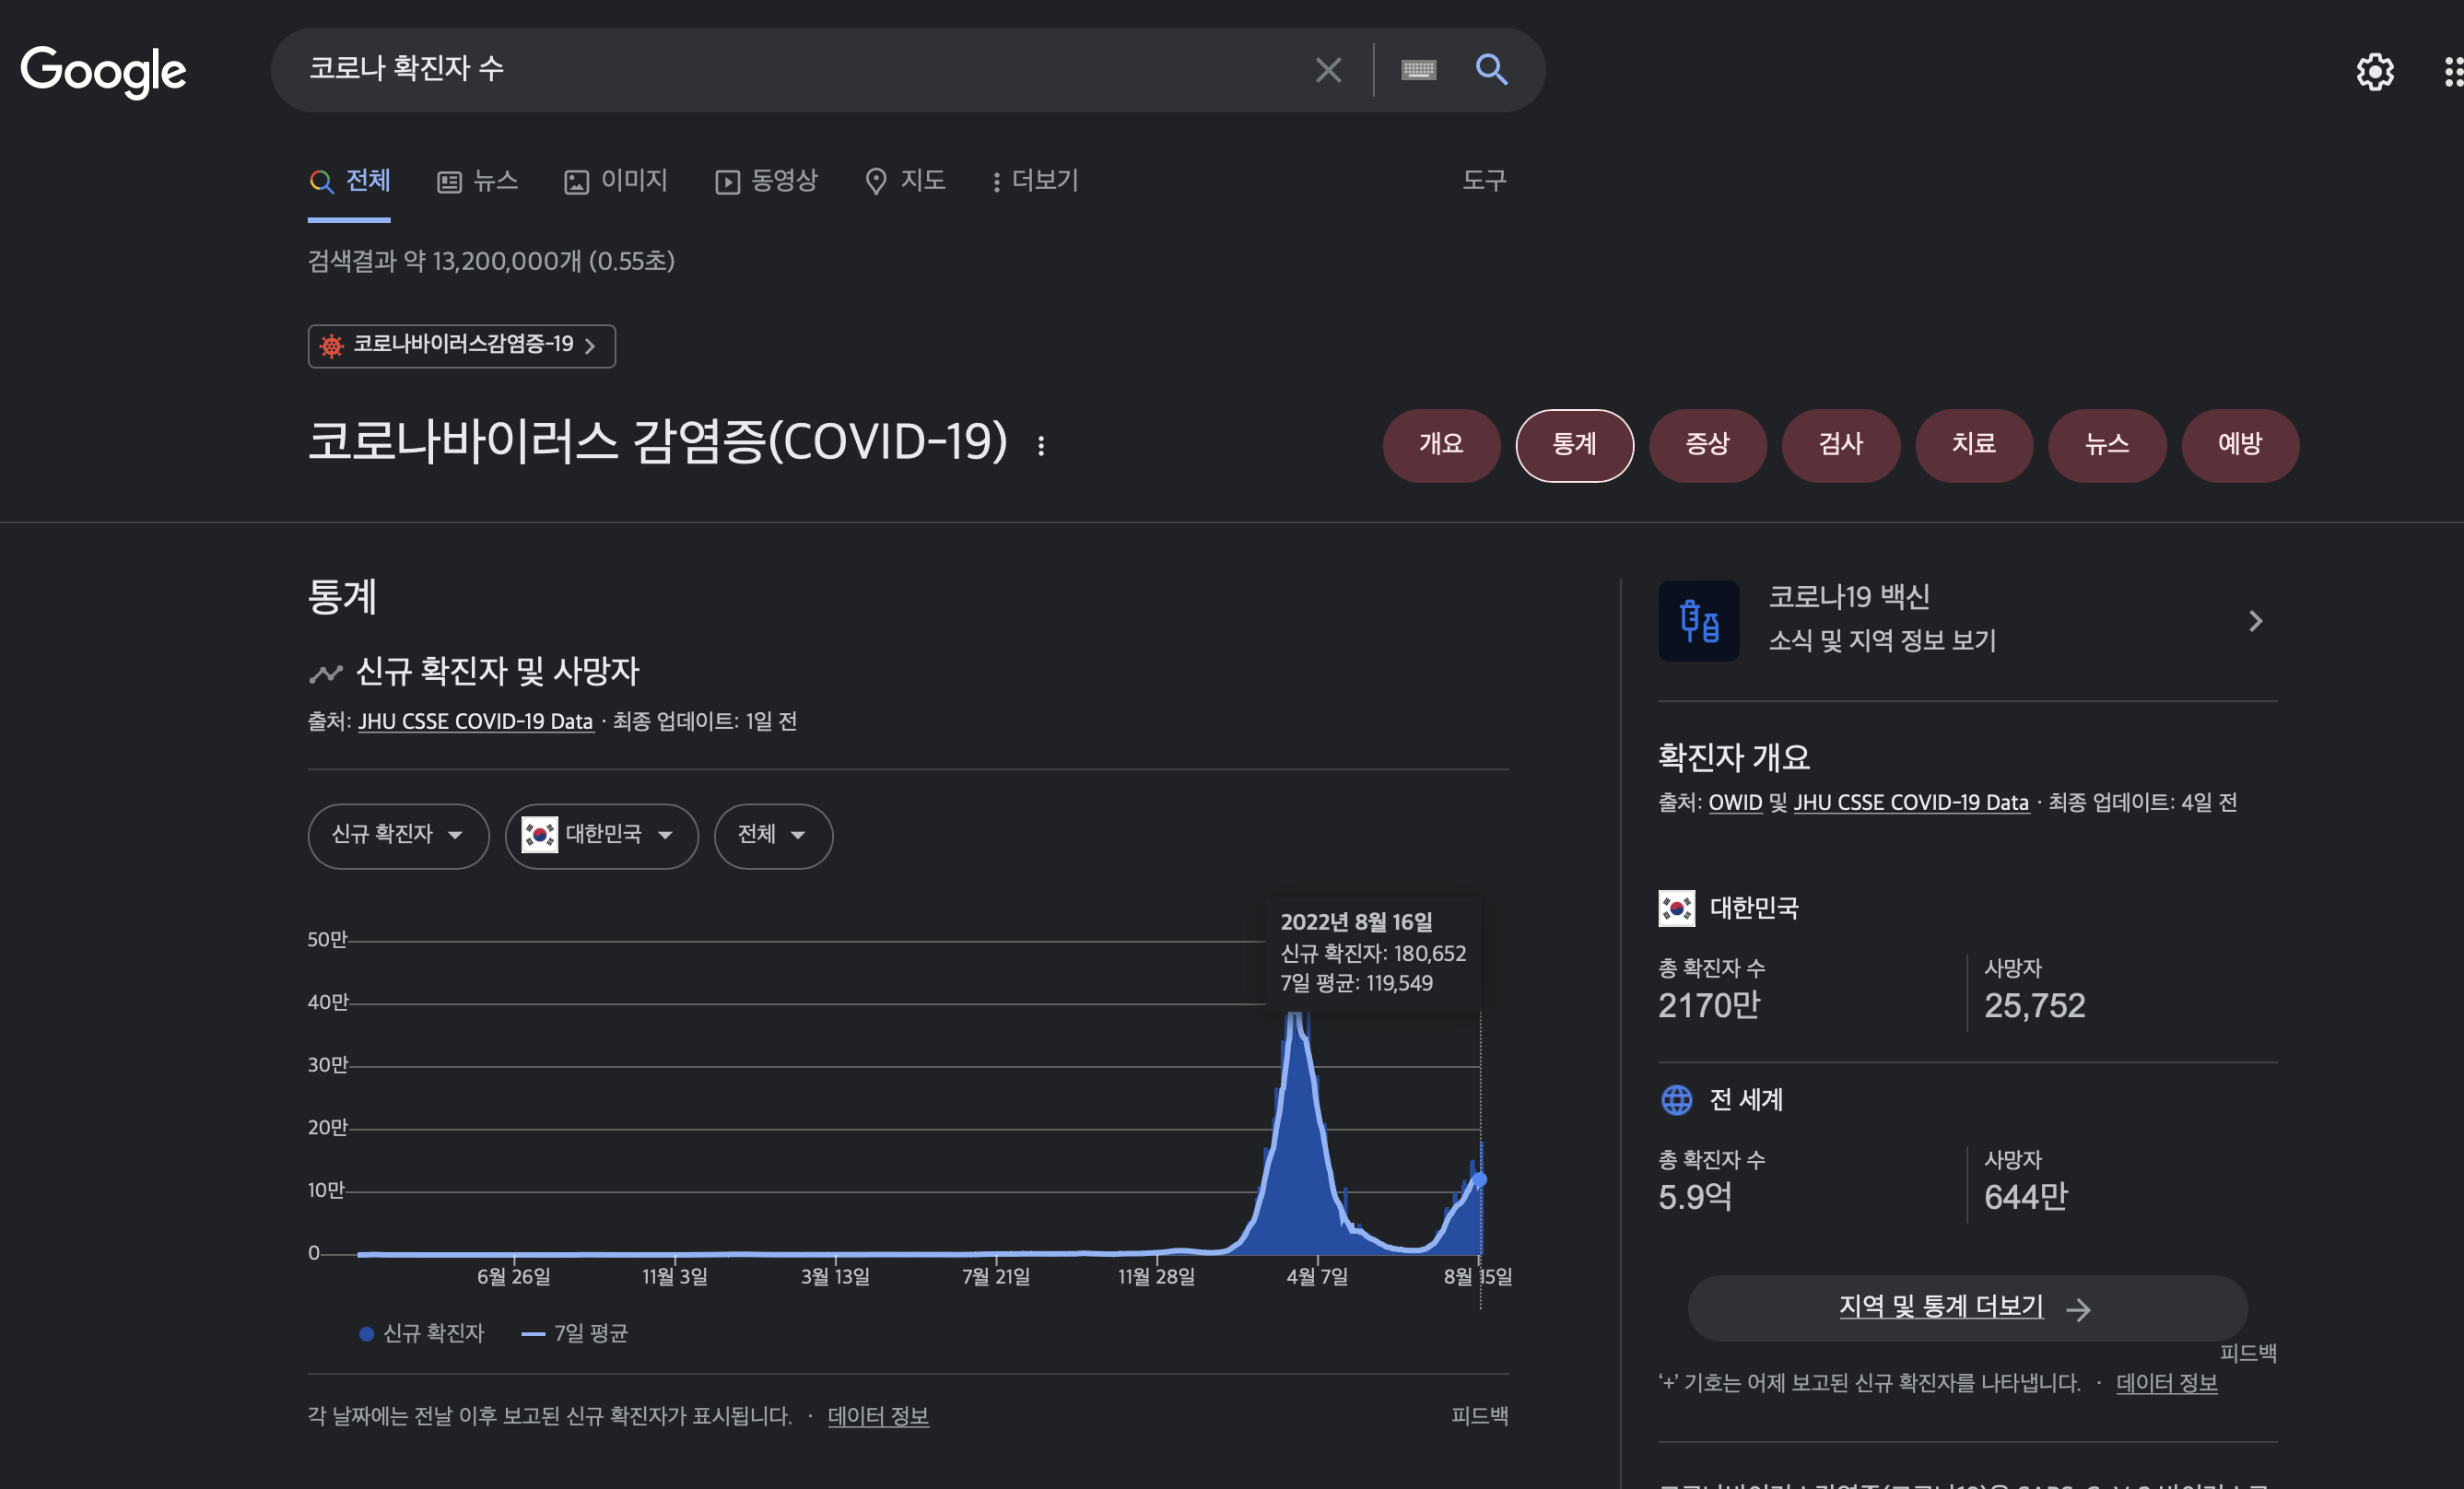 Google
코로나 확진자 수
전체
뉴스
이미지
동영상
지도
더보기
도구
검색결과 약 13,200,000개 (0.55초)
코로나바이러스감염증-19
코로나바이러스 감염증(COVID-19)
개요
통계
증상
검사
치료
뉴스
예방
통계
신규 확진자 및 사망자
출처: JHU CSSE COVID-19 Data · 최종 업데이트: 1일 전
신규 확진자
대한민국
전체
2022년 8월 16일
신규 확진자: 180,652
7일 평균: 119,549
50만
40만
30만
20만
10만
0
6월 26일
11월 3일
3월 13일
7월 21일
11월 28일
4월 7일
8월 15일
신규 확진자
7일 평균
각 날짜에는 전날 이후 보고된 신규 확진자가 표시됩니다. · 데이터 정보
피드백
코로나19 백신
소식 및 지역 정보 보기
확진자 개요
출처: OWID 및 JHU CSSE COVID-19 Data · 최종 업데이트: 4일 전
대한민국
총 확진자 수
2170만
사망자
25,752
전 세계
총 확진자 수
5.9억
사망자
644만
지역 및 통계 더보기
피드백
'+' 기호는 어제 보고된 신규 확진자를 나타냅니다. · 데이터 정보